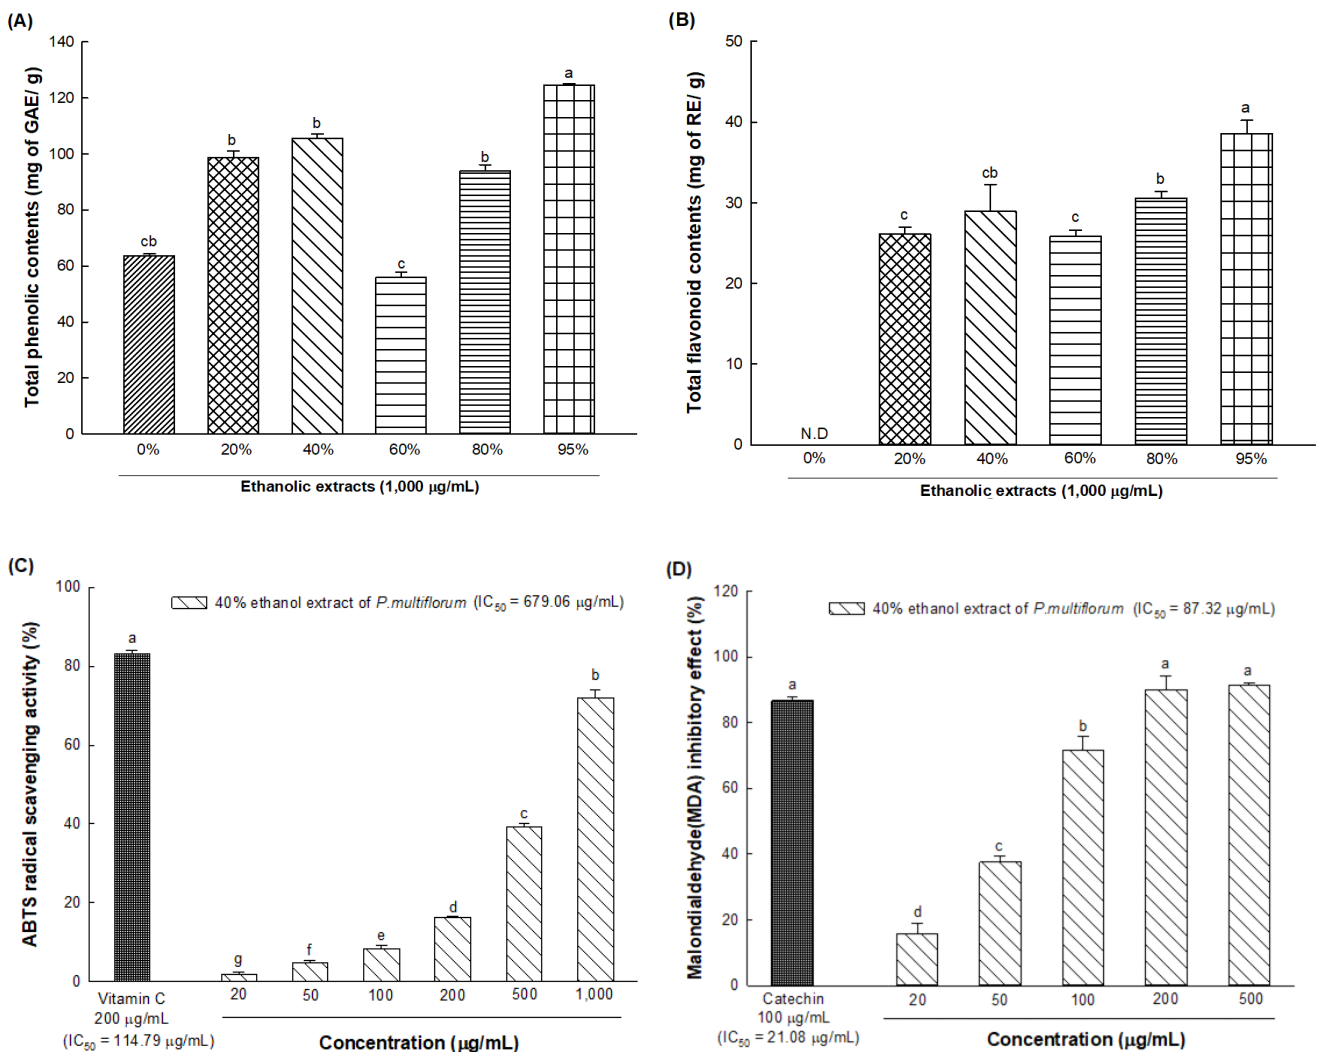 (A)
Total phenolic contents (mg of GAE/ g)
140
120
100
80
60
40
20
0
cb
b
b
c
b
a
0% 20% 40% 60% 80% 95%
Ethanolic extracts (1,000 μg/mL)
(B)
Total flavonoid contents (mg of RE/ g)
50
40
30
20
10
0
N.D
c
cb
c
b
a
0% 20% 40% 60% 80% 95%
Ethanolic extracts (1,000 μg/mL)
(C)
ABTS radical scavenging activity (%)
100
80
60
40
20
0
40% ethanol extract of P.multiflorum (IC50 = 679.06 μg/mL)
a
g
f
e
d
c
b
Vitamin C
200 μg/mL
(IC50 = 114.79 μg/mL)
20 50 100 200 500 1,000
Concentration (μg/mL)
(D)
Malondialdehyde(MDA) inhibitory effect (%)
120
100
80
60
40
20
0
40% ethanol extract of P.multiflorum (IC50 = 87.32 μg/mL)
a
d
c
b
a
a
Catechin
100 μg/mL
(IC50 = 21.08 μg/mL)
20 50 100 200 500
Concentration (μg/mL)